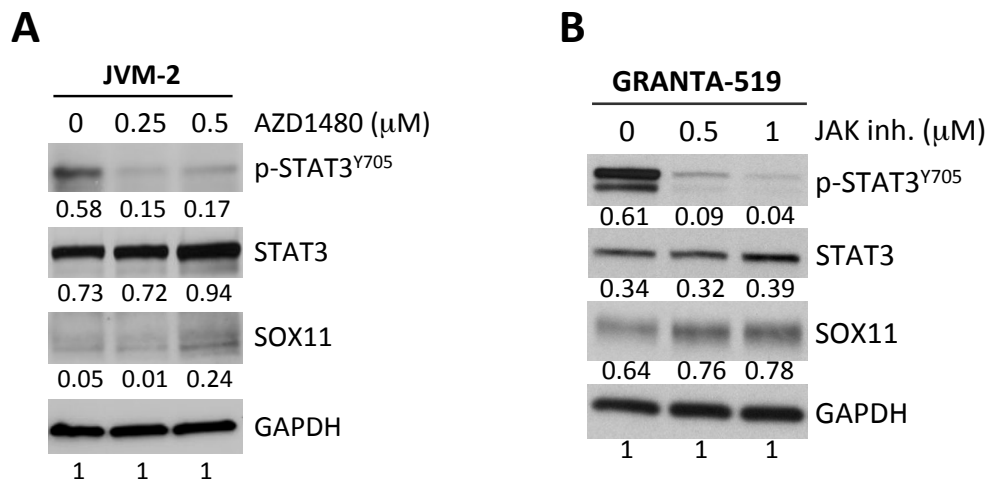 A
JVM-2
0 0.25 0.5 AZD1480 (μM)
p-STAT3Y705
0.58 0.15 0.17
STAT3
0.73 0.72 0.94
SOX11
0.05 0.01 0.24
GAPDH
1 1 1
B
GRANTA-519
0 0.5 1 JAK inh. (μM)
p-STAT3Y705
0.61 0.09 0.04
STAT3
0.34 0.32 0.39
SOX11
0.64 0.76 0.78
GAPDH
1 1 1